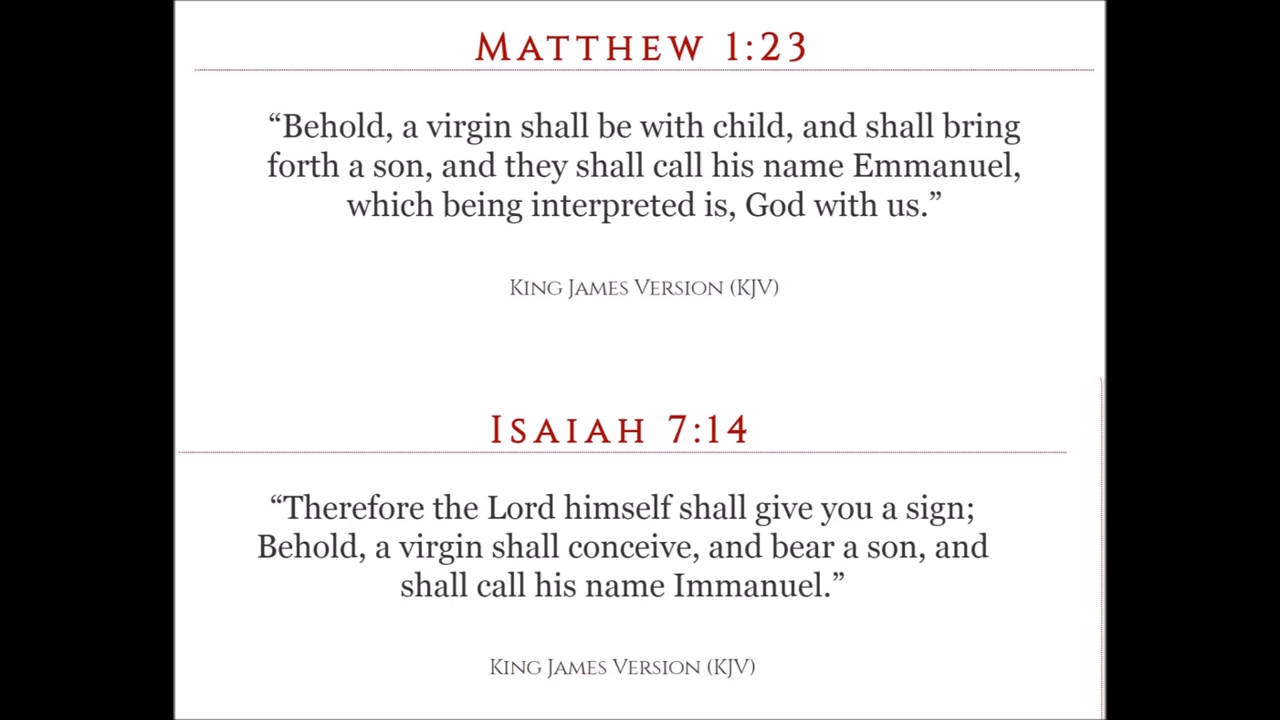 MATTHEW 1:23
“Behold, a virgin shall be with child, and shall bring
forth a son, and they shall call his name Emmanuel,
which being interpreted is, God with us.”
King James Version (KJV)
ISAIAH 7:14
“Therefore the Lord himself shall give you a sign;
Behold, a virgin shall conceive, and bear a son, and
shall call his name Immanuel.”
King James Version (KJV)